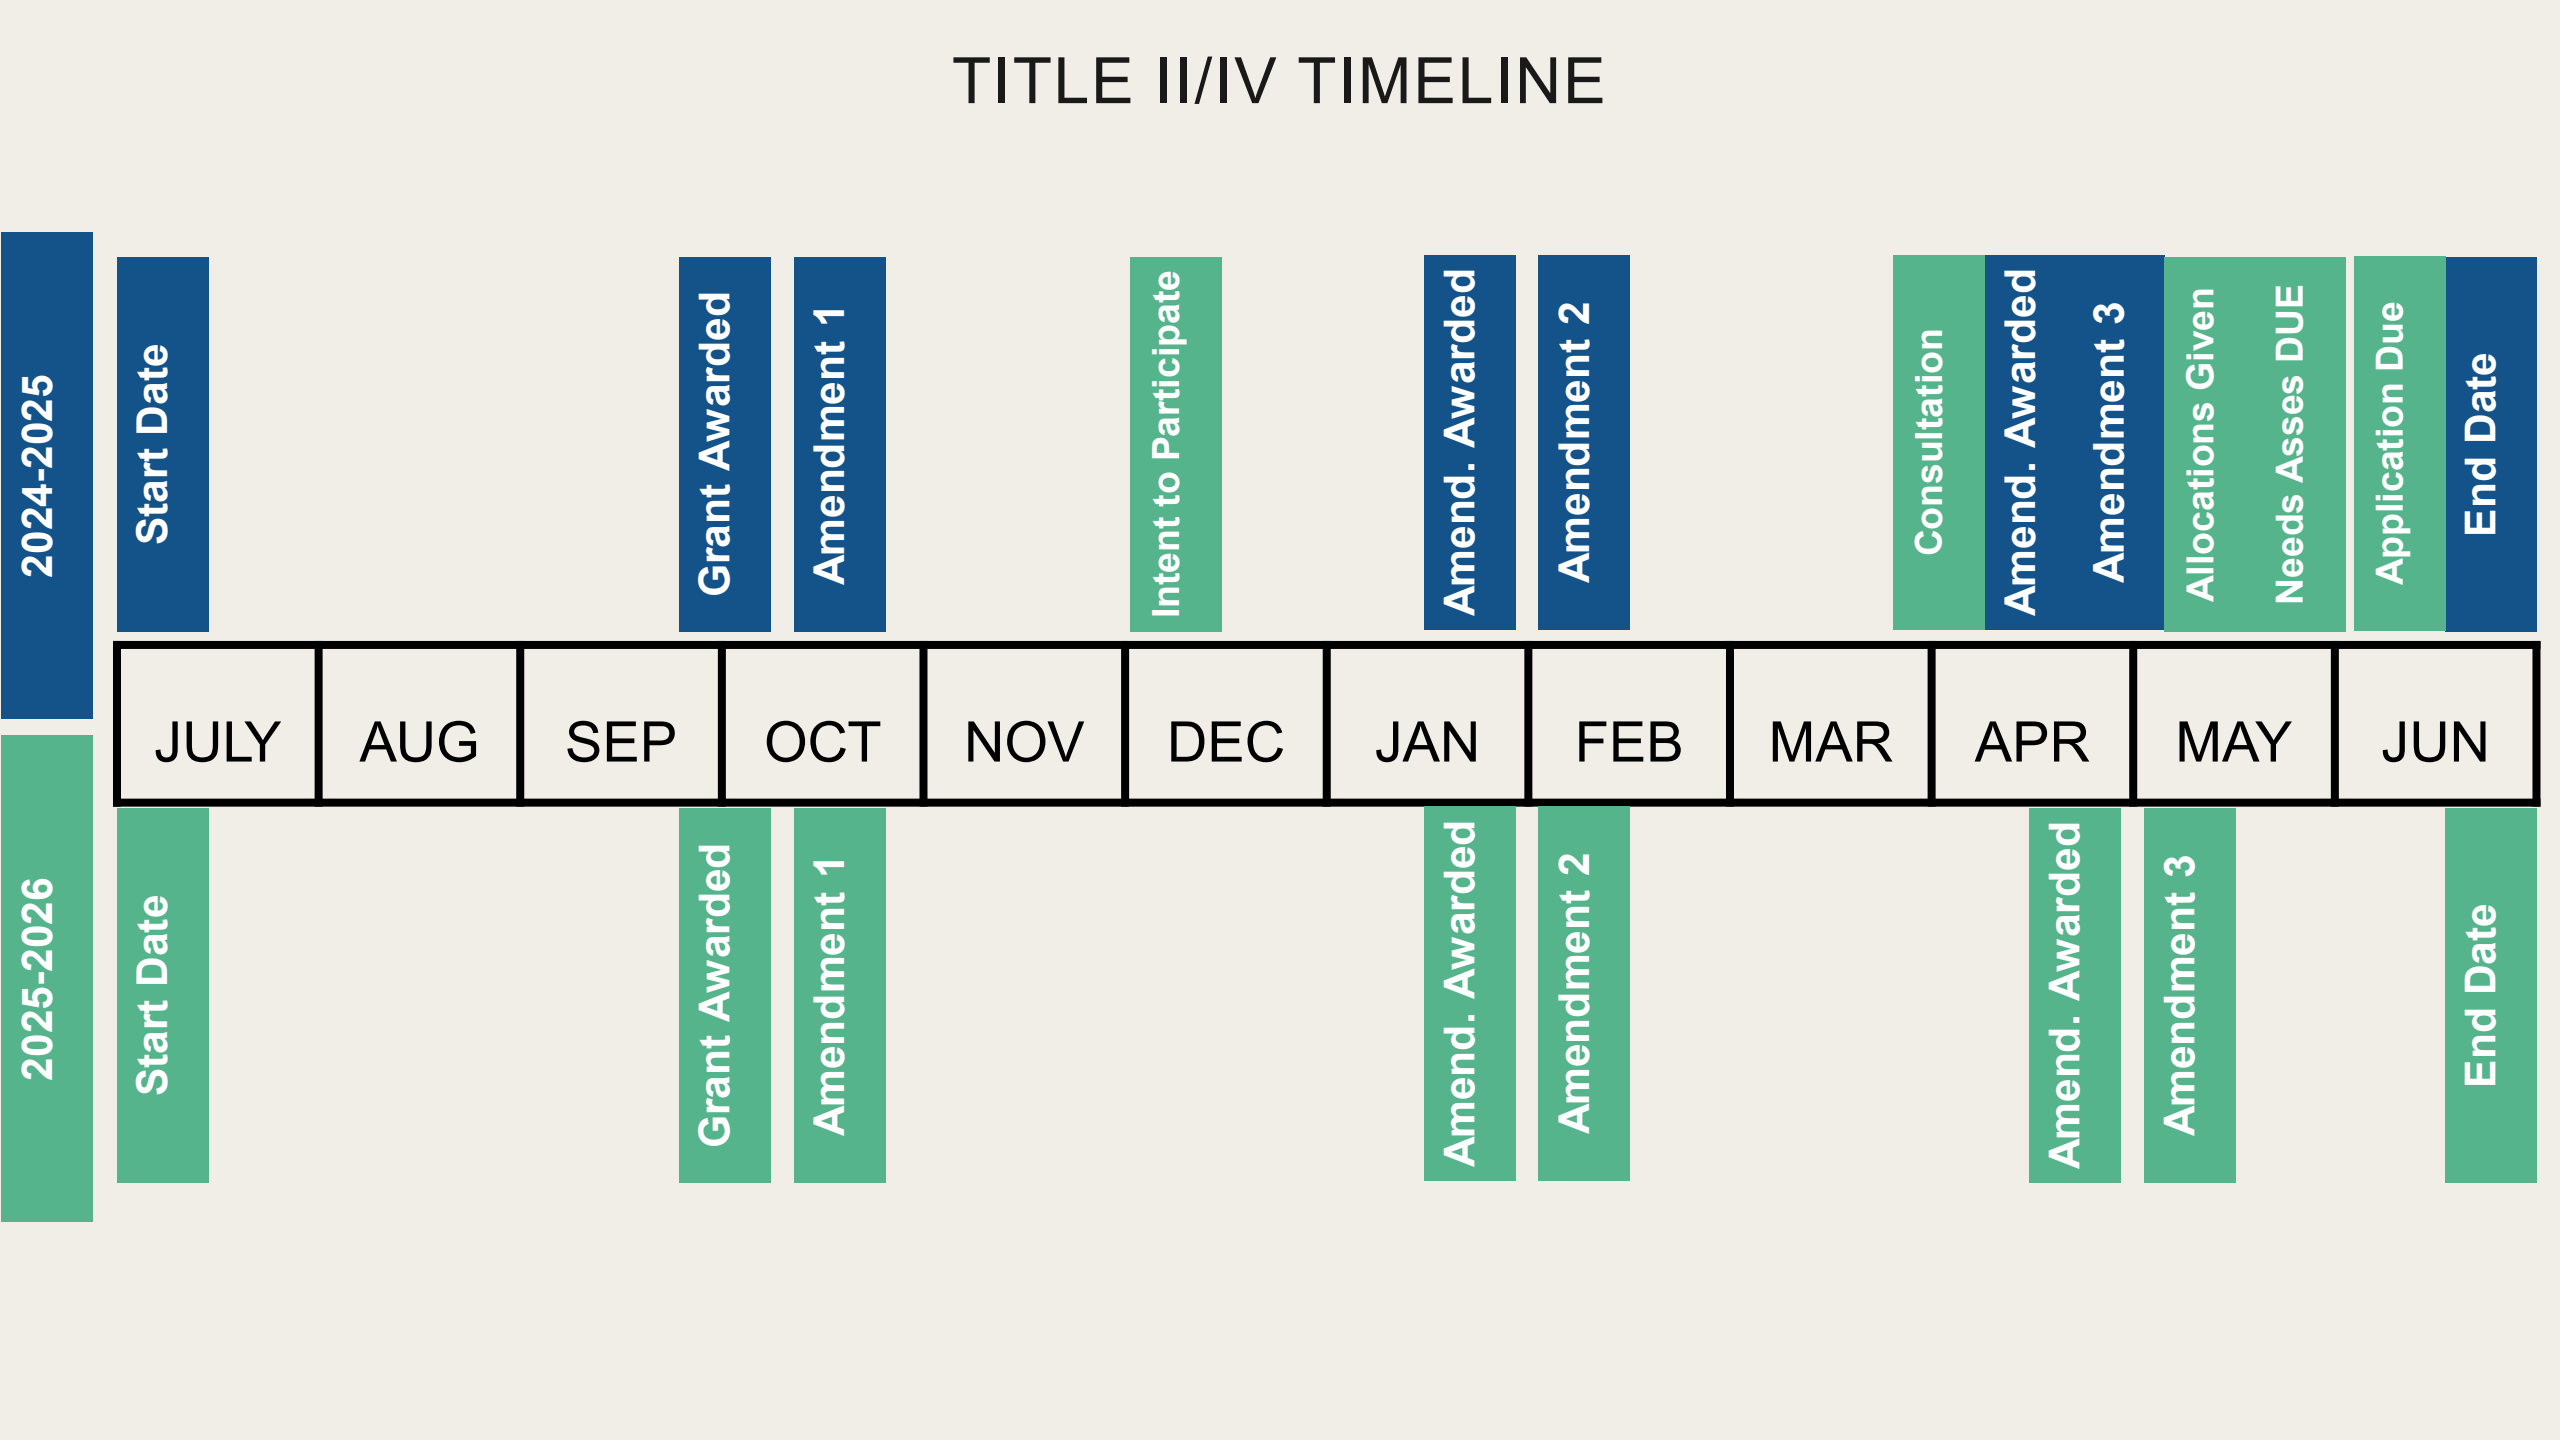 TITLE II/IV TIMELINE
2024-2025
Start Date
Grant Awarded
Amendment 1
Intent to Participate
Amend. Awarded
Amendment 2
Consultation
Amend. Awarded
Amendment 3
Allocations Given
Needs Asses DUE
Application Due
End Date
JULY
AUG
SEP
OCT
NOV
DEC
JAN
FEB
MAR
APR
MAY
JUN
2025-2026
Start Date
Grant Awarded
Amendment 1
Amend. Awarded
Amendment 2
Amend. Awarded
Amendment 3
End Date